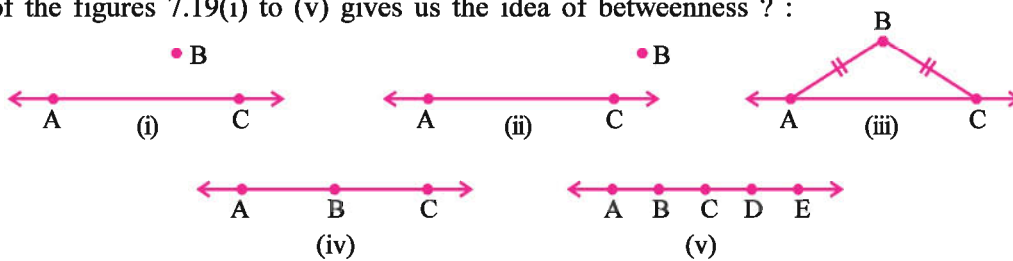 of the figures 7.19(i) to (v) gives us the idea of betweenness ? :
B
B
B
A (i) C
A (ii) C
A (iii) C
A B C
A B C D E
(iv)
(v)